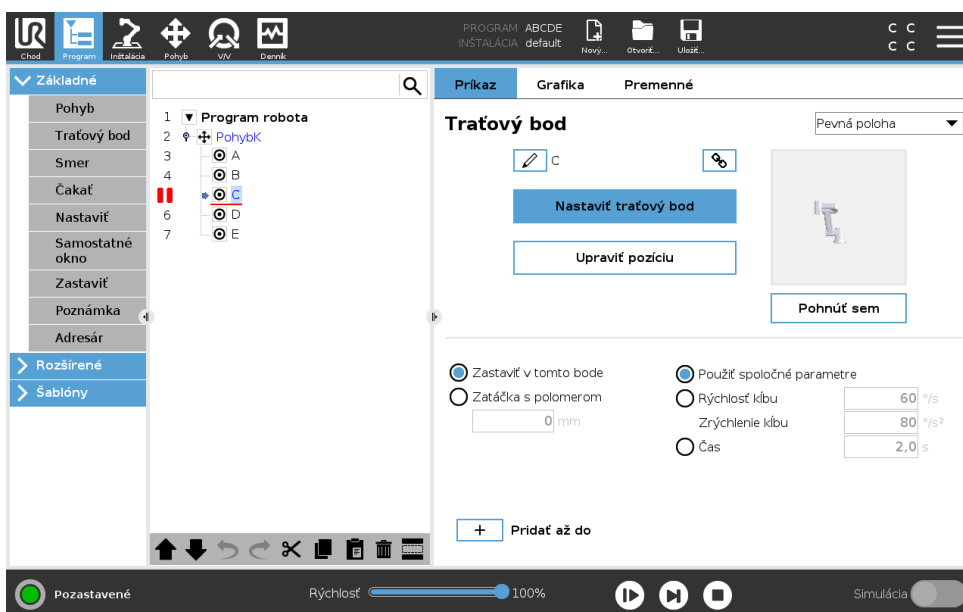 UR
PROGRAM ABCDE
INŠTALÁCIA default
C C
C C
Chod Program Inštalácia Pohyb V/V Denník Nový... Otvoriť... Uložiť...
Základné
Pohyb
Traťový bod
Smer
Čakať
Nastaviť
Samostatné
okno
Zastaviť
Poznámka
Adresár
Rozšírené
Šablóny
1 Program robota
2 PohybK
3 A
4 B
C
6 D
7 E
Príkaz Grafika Premenné
Traťový bod
Pevná poloha
C
Nastaviť traťový bod
Upraviť pozíciu
Pohnúť sem
Zastaviť v tomto bode
Zatáčka s polomerom
0 mm
Použiť spoločné parametre
Rýchlosť kĺbu 60 °/s
Zrýchlenie kĺbu 80 °/s²
Čas 2,0 s
+ Pridať až do
Pozastavené
Rýchlosť 100%
Simulácia